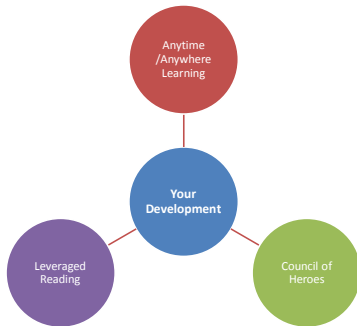 Anytime
/Anywhere
Learning
Your
Development
Leveraged
Reading
Council of
Heroes